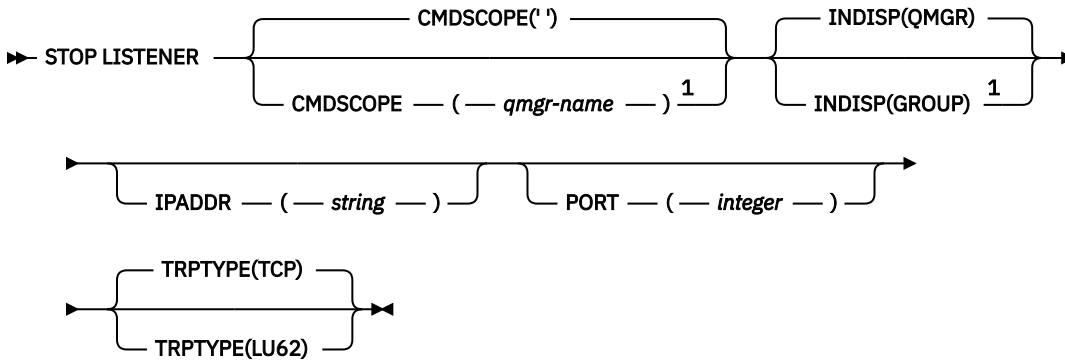 CMDSCOPE(' ') INDISP(QMGR)
STOP LISTENER
CMDSCOPE ( qmgr-name ) 1 INDISP(GROUP) 1
IPADDR ( string ) PORT ( integer )
TRPTYPE(TCP)
TRPTYPE(LU62)